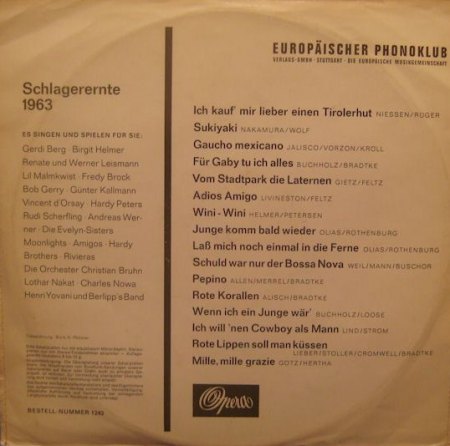 EUROPÄISCHER PHONOKLUB
VERLAGS-GMBH · STUTTGART · DIE EUROPÄISCHE MUSIKGEMEINSCHAFT
Schlagerernte
1963
ES SINGEN UND SPIELEN FÜR SIE:
Gerdi Berg · Birgit Helmer
Renate und Werner Leismann
Lil Malmkwist · Fredy Brock
Bob Gerry · Günter Kallmann
Vincent d'Orsay · Hardy Peters
Rudi Scherfling · Andreas Wer-
ner · Die Evelyn-Sisters
Moonlights · Amigos · Hardy
Brothers · Rivieras
Die Orchester Christian Bruhn
Lothar Nakat · Charles Nowa
Henn Yovani und Berlipp's Band
BESTELL-NUMMER 1242
Ich kauf' mir lieber einen Tirolerhut NIESSEN/RÜGER
Sukiyaki NAKAMURA/WOLF
Gaucho mexicano JALISCO/VORZON/KROLL
Für Gaby tu ich alles BUCHHOLZ/BRADTKE
Vom Stadtpark die Laternen GIETZ/FELTZ
Adios Amigo LIVINESTON/FELTZ
Wini - Wini HELMER/PETERSEN
Junge komm bald wieder OLIAS/ROTHENBURG
Laß mich noch einmal in die Ferne OLIAS/ROTHENBURG
Schuld war nur der Bossa Nova WEIL/MANN/BUSCHOR
Pepino ALLEN/MERREL/BRADTKE
Rote Korallen ALISCH/BRADTKE
Wenn ich ein Junge wär' BUCHHOLZ/LOOSE
Ich will 'nen Cowboy als Mann LIND/STROM
Rote Lippen soll man küssen
LIEBER/STOLLER/CROMWELL/BRADTKE
Mille, mille grazie GÖTZ/HERTHA
Opera